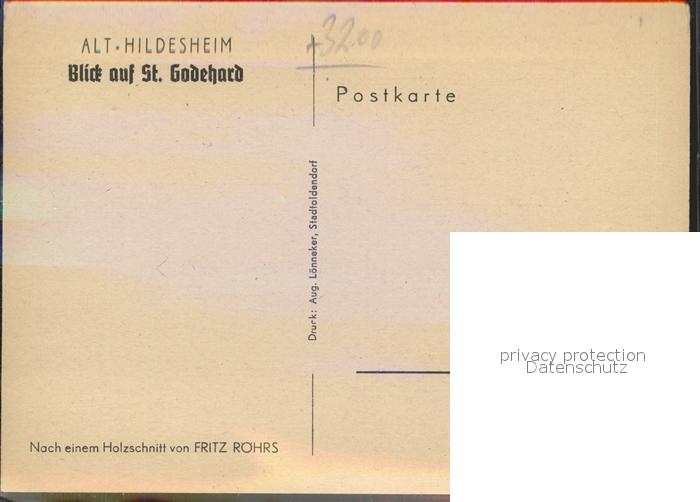 ALT·HILDESHEIM
Blick auf St. Godehard
+32.00
Postkarte
Druck: Aug. Lönneker, Stadtoldendorf
privacy protection
Datenschutz
Nach einem Holzschnitt von FRITZ RÖHRS